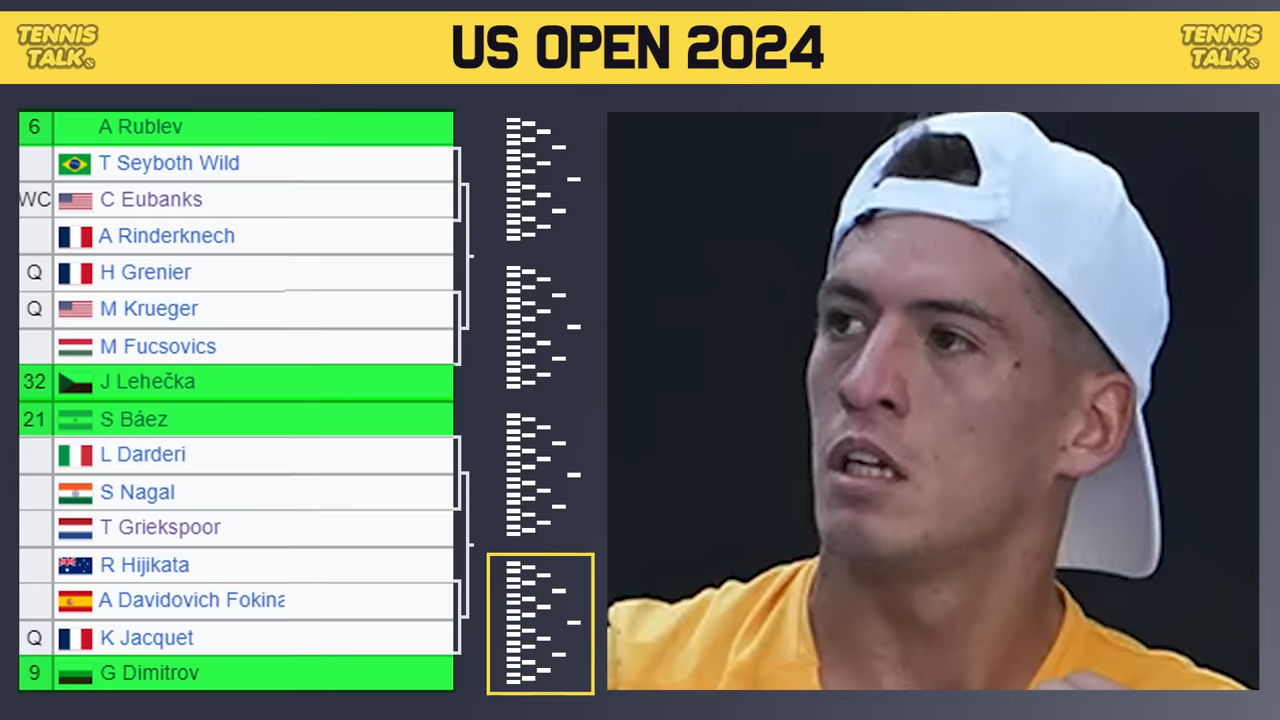 TENNIS
TALK
US OPEN 2024
TENNIS
TALK
6 A Rublev
T Seyboth Wild
WC C Eubanks
A Rinderknech
Q H Grenier
Q M Krueger
M Fucsovics
32 J Lehečka
21 S Báez
L Darderi
S Nagal
T Griekspoor
R Hijikata
A Davidovich Fokina
Q K Jacquet
9 G Dimitrov